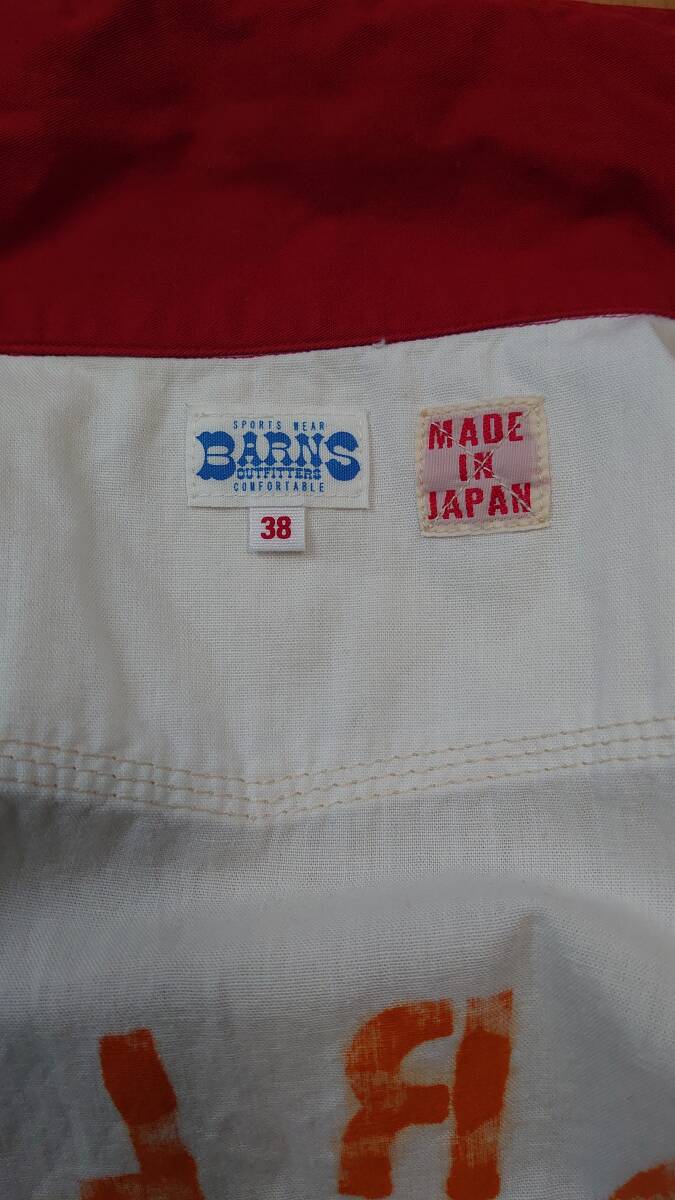 SPORTS WEAR
BARNS
OUTFITTERS
COMFORTABLE
38
MADE
IN
JAPAN